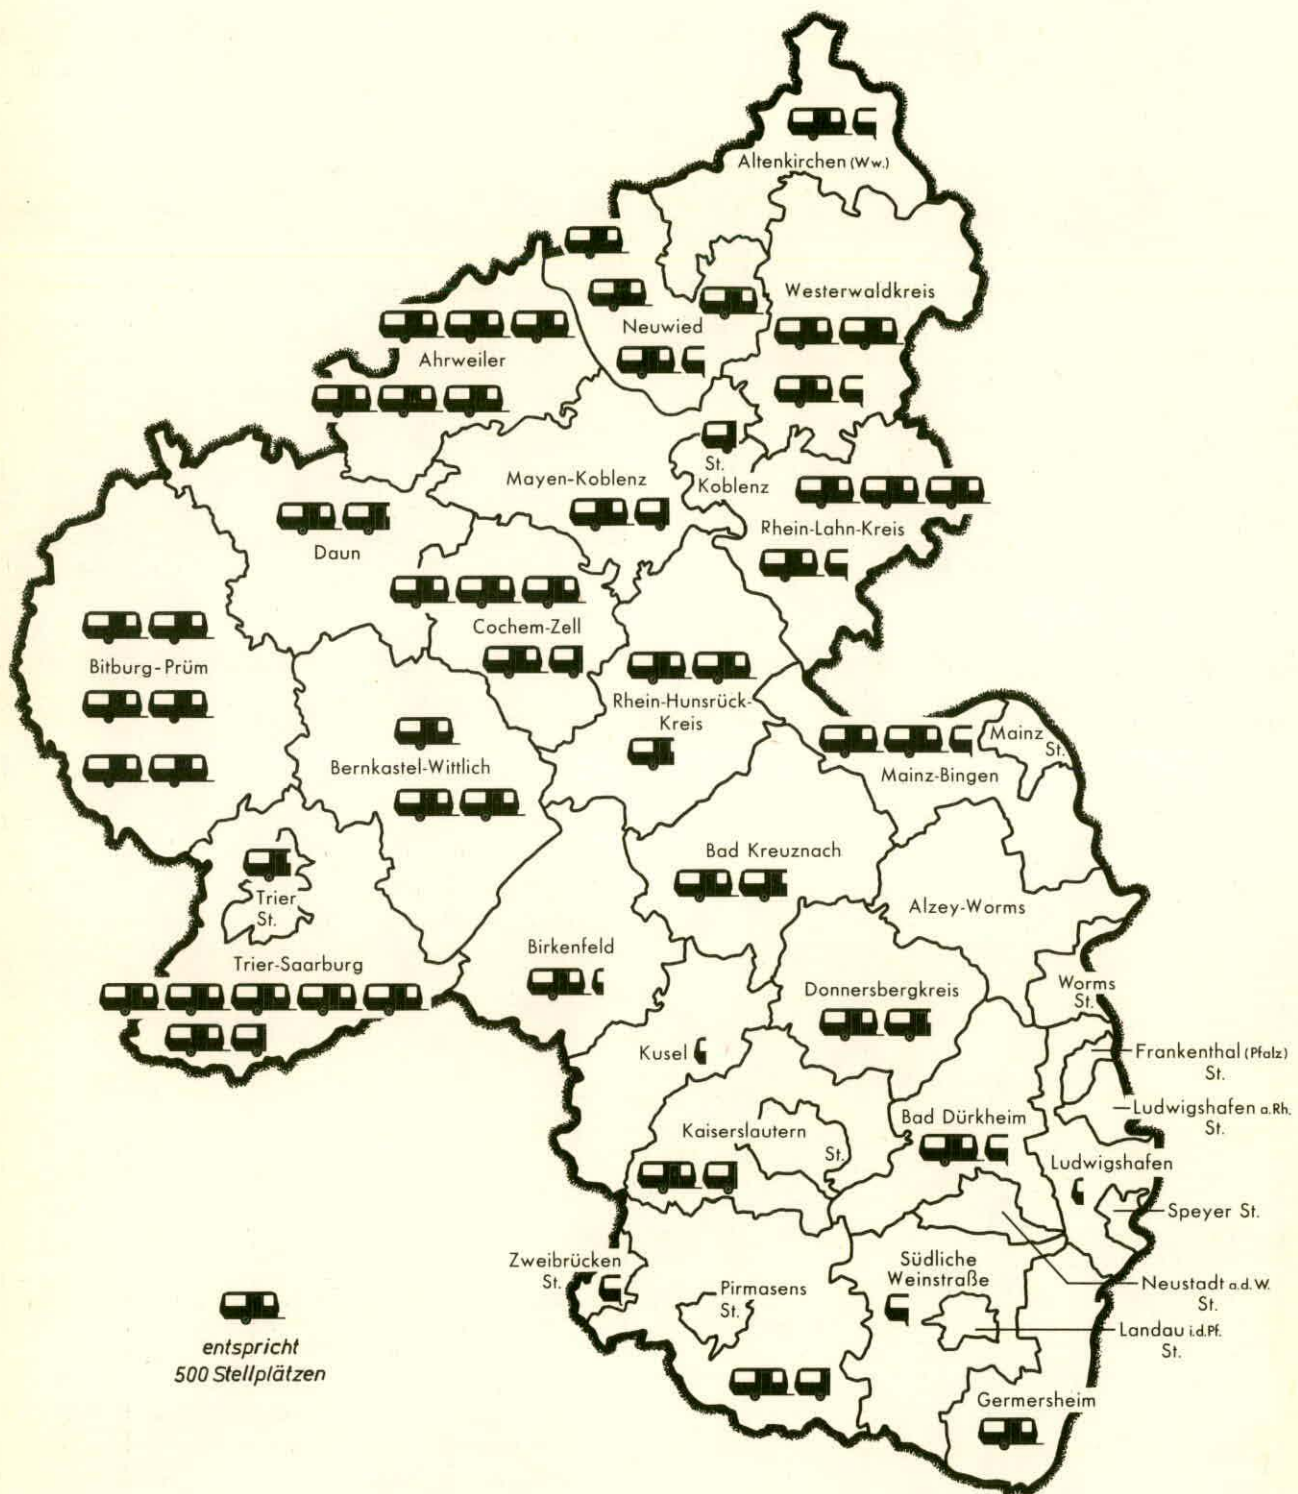 Altenkirchen (Ww.)
Westerwaldkreis
Neuwied
Ahrweiler
St.
Koblenz
Mayen-Koblenz
Rhein-Lahn-Kreis
Daun
Cochem-Zell
Bitburg-Prüm
Rhein-Hunsrück-
Kreis
Mainz
St.
Bernkastel-Wittlich
Mainz-Bingen
Bad Kreuznach
Trier
St.
Alzey-Worms
Birkenfeld
Trier-Saarburg
Donnersbergkreis
Worms
St.
Kusel
Frankenthal (Pfalz)
St.
Ludwigshafen a.Rh.
St.
Bad Dürkheim
Kaiserslautern
St.
Ludwigshafen
Speyer St.
Zweibrücken
St.
Südliche
Weinstraße
Pirmasens
St.
Neustadt a.d.W.
St.
Landau i.d.Pf.
St.
entspricht
500 Stellplätzen
Germersheim